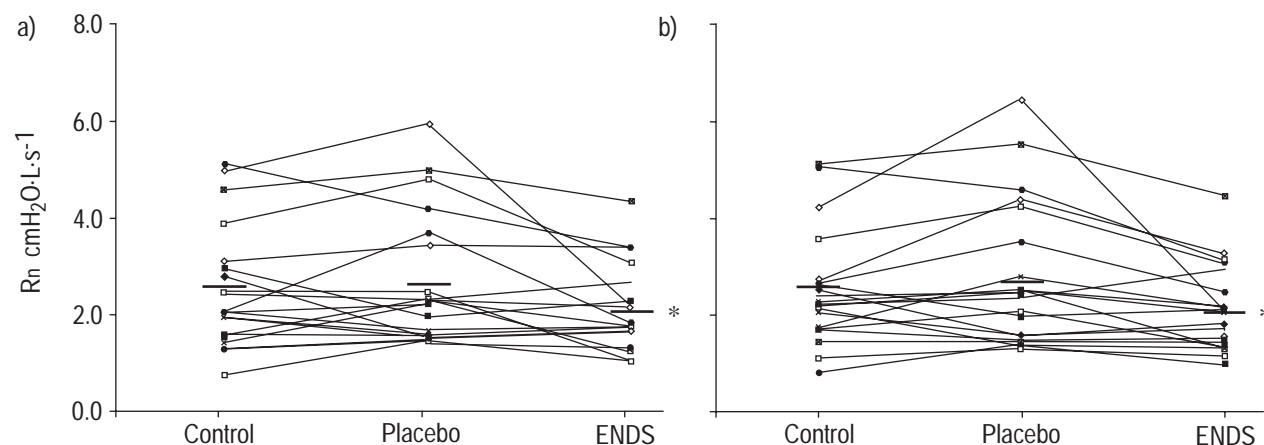 a)
8.0
6.0
4.0
2.0
0.0
Rn cmH₂O·L·s⁻¹
*
Control Placebo ENDS
b)
*
Control Placebo ENDS